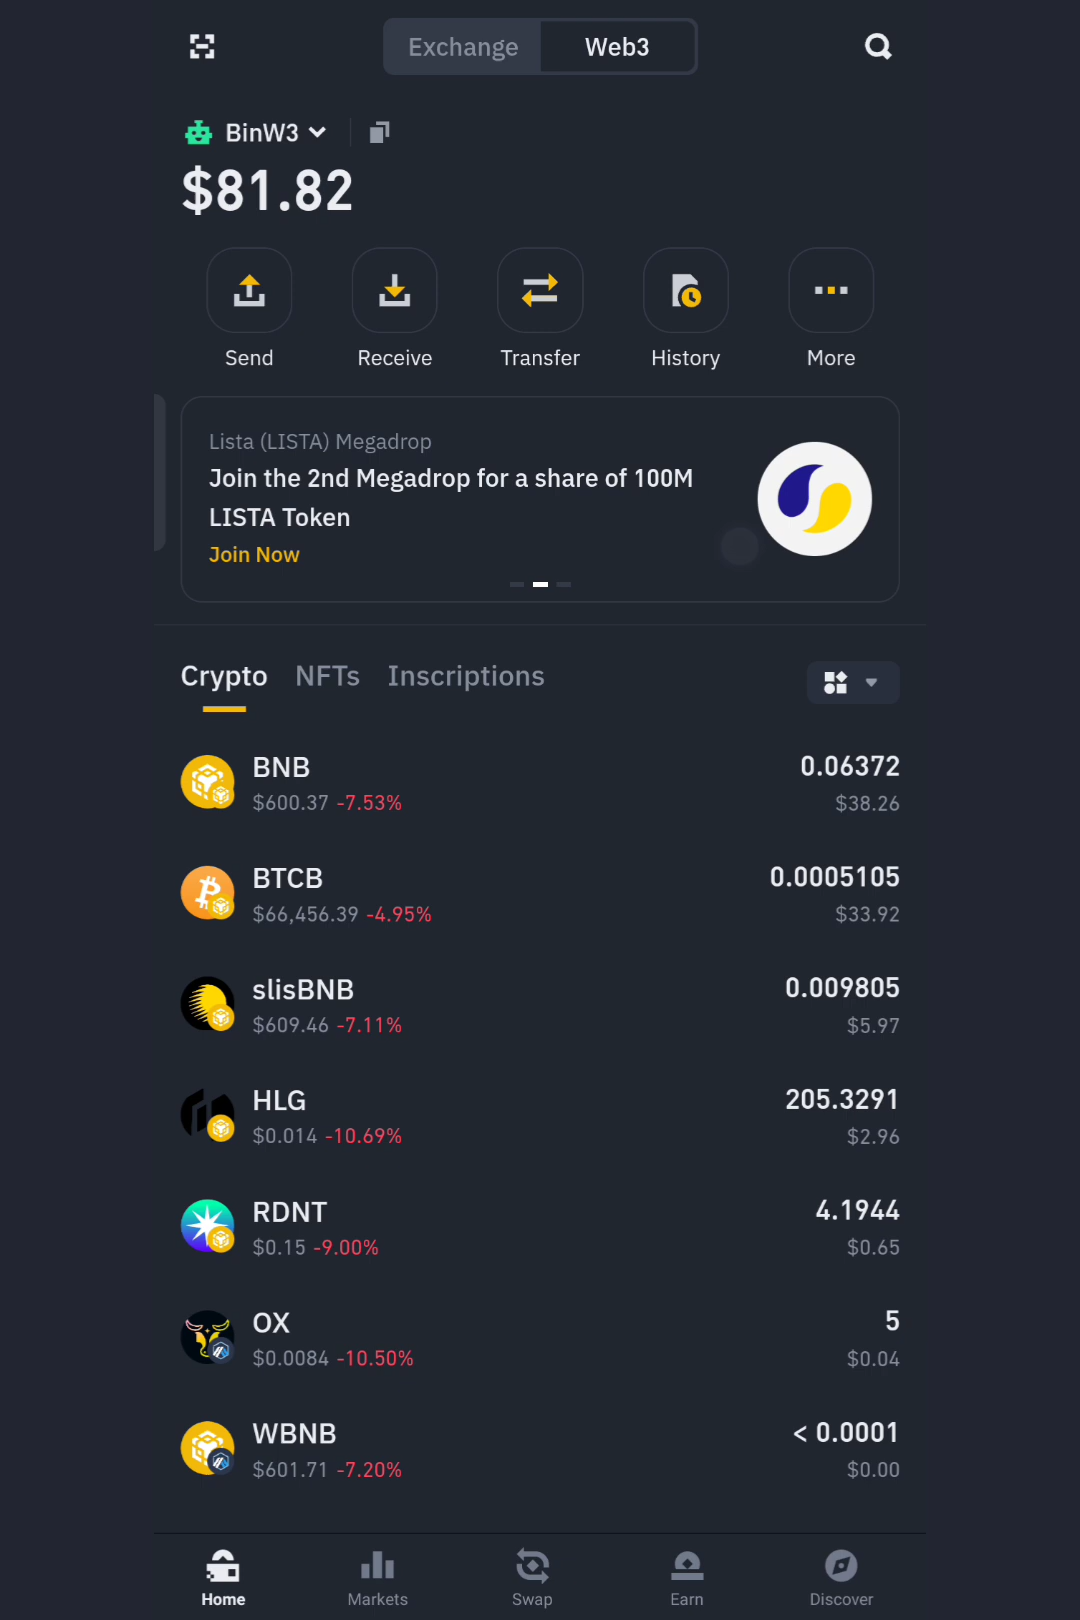 Exchange Web3
BinW3
$81.82
Send Receive Transfer History More
Lista (LISTA) Megadrop
Join the 2nd Megadrop for a share of 100M
LISTA Token
Join Now
Crypto NFTs Inscriptions
BNB 0.06372
$600.37 -7.53% $38.26
BTCB 0.0005105
$66,456.39 -4.95% $33.92
slisBNB 0.009805
$609.46 -7.11% $5.97
HLG 205.3291
$0.014 -10.69% $2.96
RDNT 4.1944
$0.15 -9.00% $0.65
OX 5
$0.0084 -10.50% $0.04
WBNB < 0.0001
$601.71 -7.20% $0.00
Home Markets Swap Earn Discover